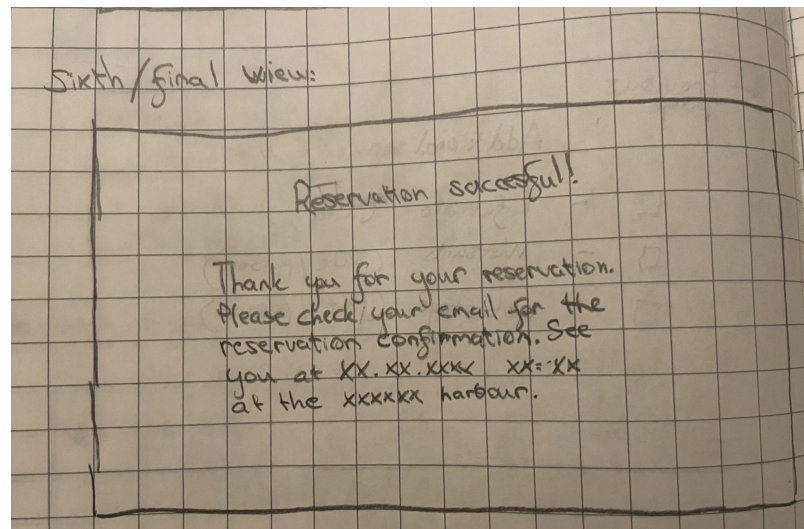 Sixth/final view:
Reservation succesful!
Thank you for your reservation.
Please check your email for the
reservation confirmation. See
you at xx.xx.xxxx xx:xx
at the xxxxxx harbour.